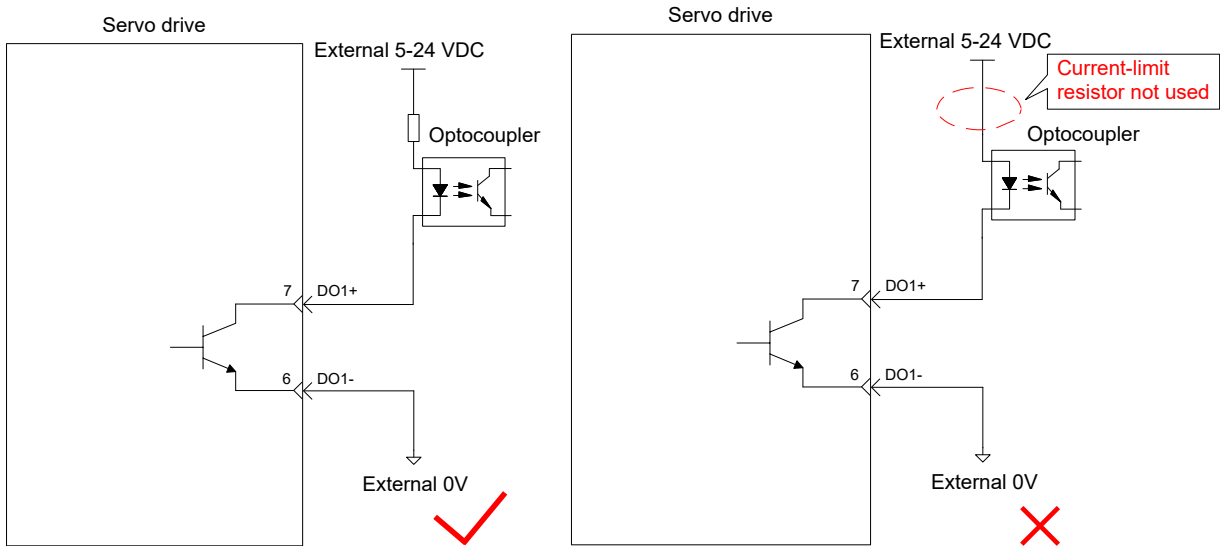 Servo drive
External 5-24 VDC
Optocoupler
7
DO1+
6
DO1-
External 0V
Servo drive
External 5-24 VDC
Current-limit
resistor not used
Optocoupler
7
DO1+
6
DO1-
External 0V